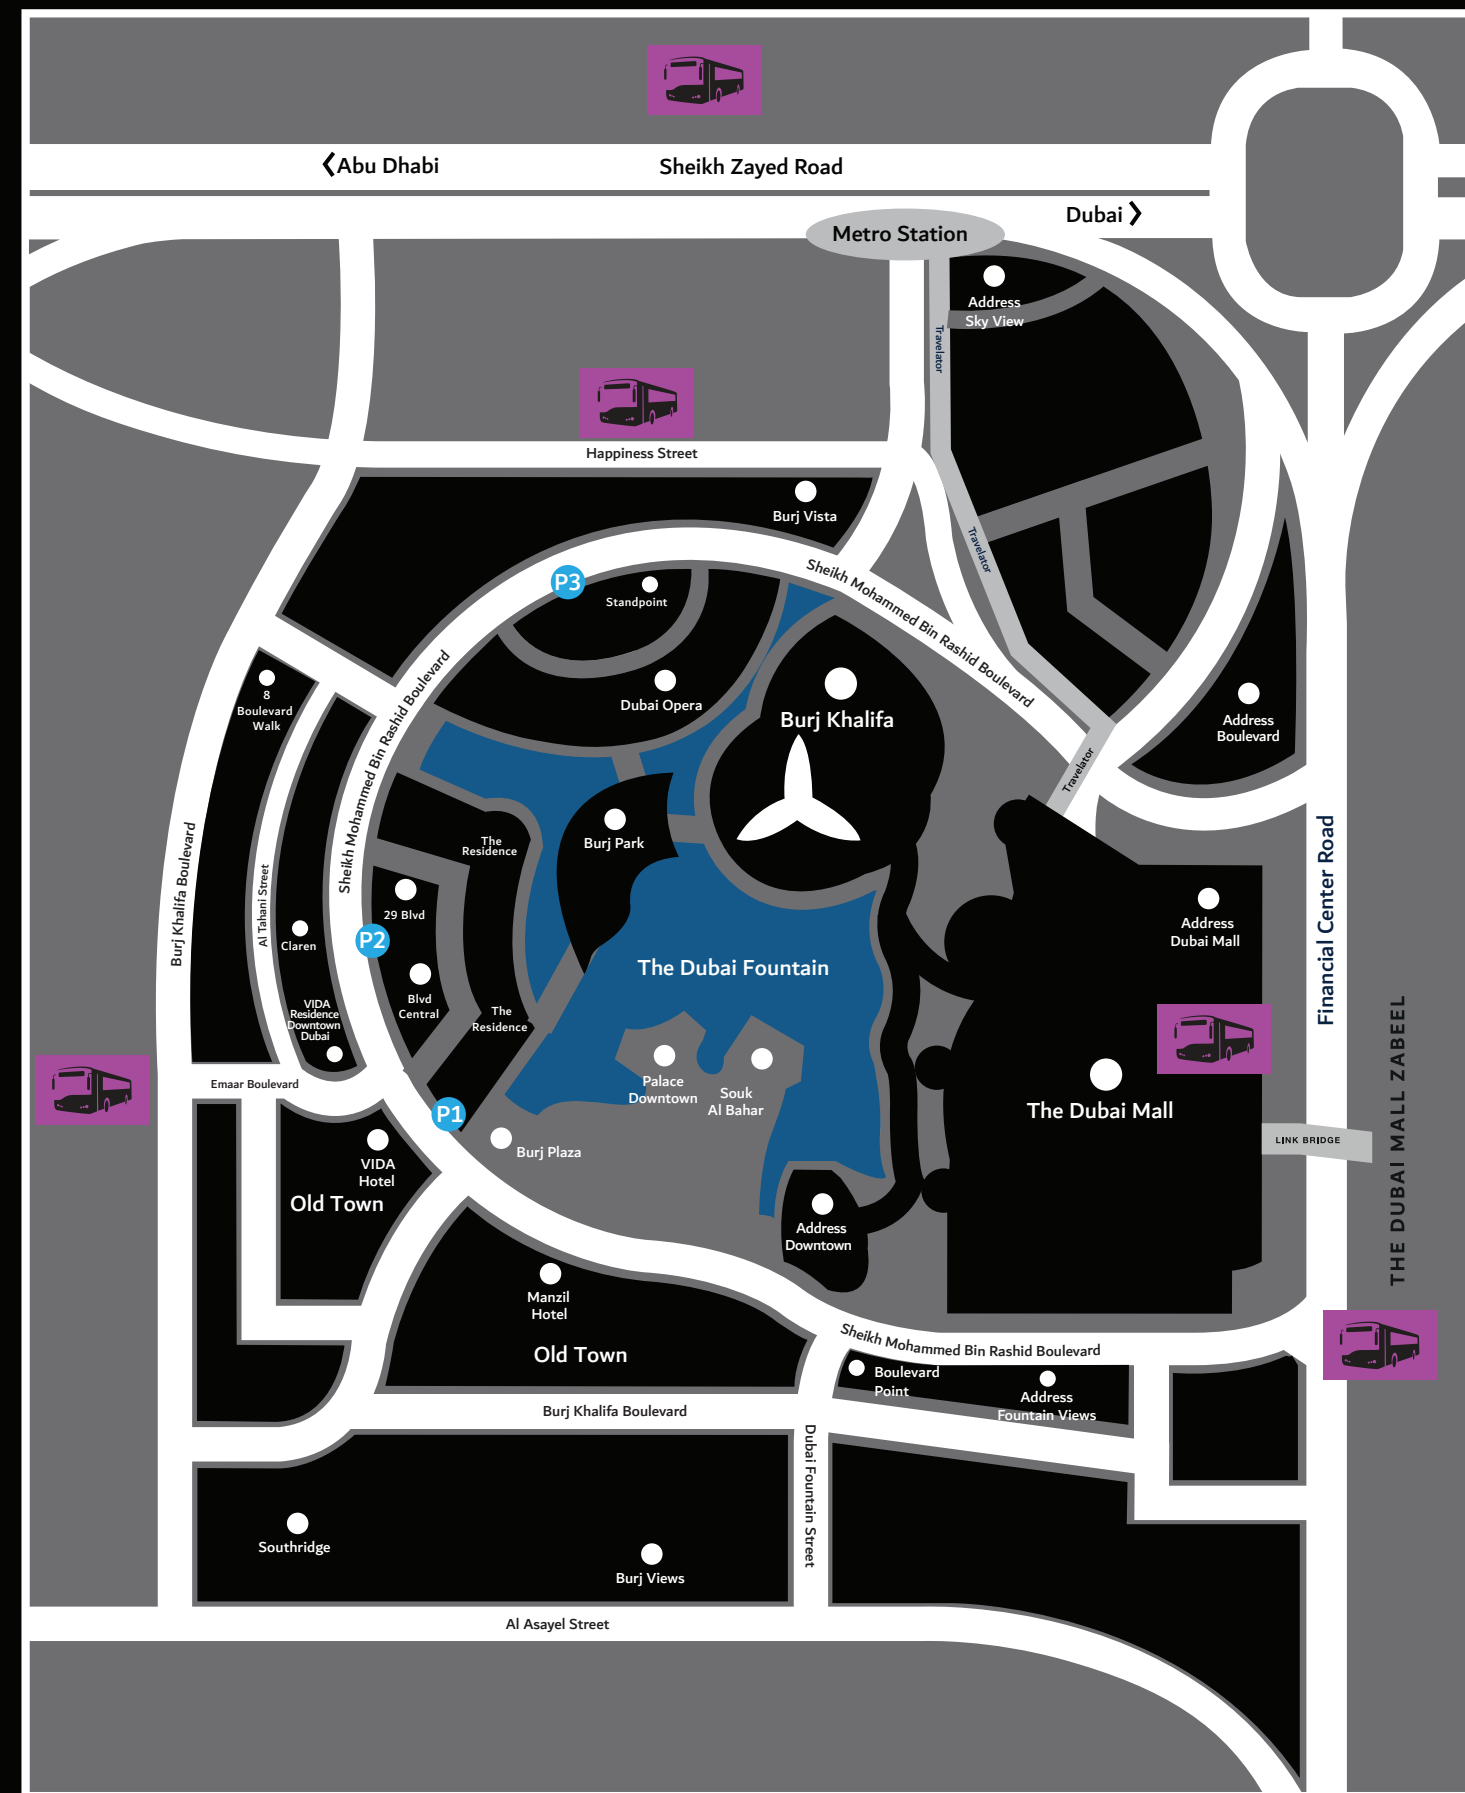 Abu Dhabi
Sheikh Zayed Road
Dubai
Metro Station
Address
Sky View
Travelator
Happiness Street
Burj Vista
Travelator
Sheikh Mohammed Bin Rashid Boulevard
P3
Standpoint
Dubai Opera
Burj Khalifa
8
Boulevard
Walk
Sheikh Mohammed Bin Rashid Boulevard
Address
Boulevard
Travelator
Burj Khalifa Boulevard
Al Tahani Street
The
Residence
Burj Park
Financial Center Road
29 Blvd
P2
Claren
Address
Dubai Mall
The Dubai Fountain
Blvd
Central
The
Residence
VIDA
Residence
Downtown
Dubai
Emaar Boulevard
Palace
Downtown
Souk
Al Bahar
The Dubai Mall
P1
LINK BRIDGE
THE DUBAI MALL ZABEEL
Burj Plaza
VIDA
Hotel
Old Town
Address
Downtown
Manzil
Hotel
Old Town
Sheikh Mohammed Bin Rashid Boulevard
Boulevard
Point
Address
Fountain Views
Burj Khalifa Boulevard
Dubai Fountain Street
Southridge
Burj Views
Al Asayel Street